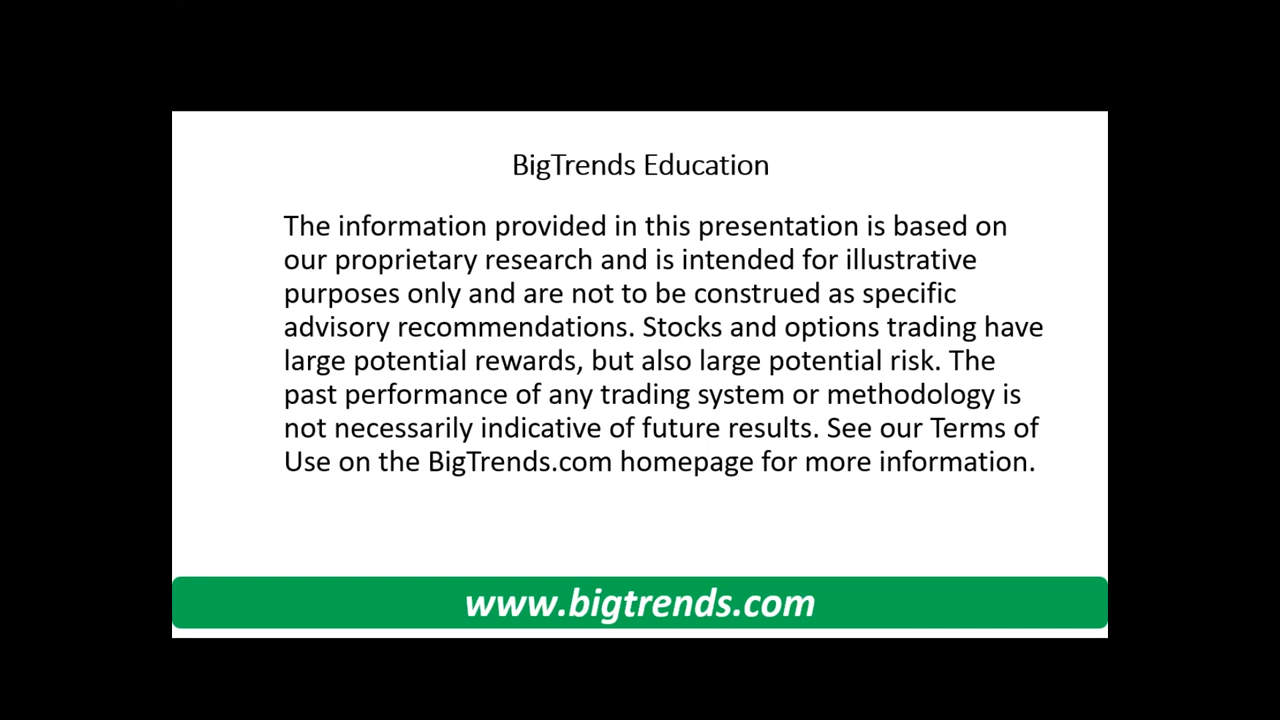 BigTrends Education
The information provided in this presentation is based on
our proprietary research and is intended for illustrative
purposes only and are not to be construed as specific
advisory recommendations. Stocks and options trading have
large potential rewards, but also large potential risk. The
past performance of any trading system or methodology is
not necessarily indicative of future results. See our Terms of
Use on the BigTrends.com homepage for more information.
www.bigtrends.com